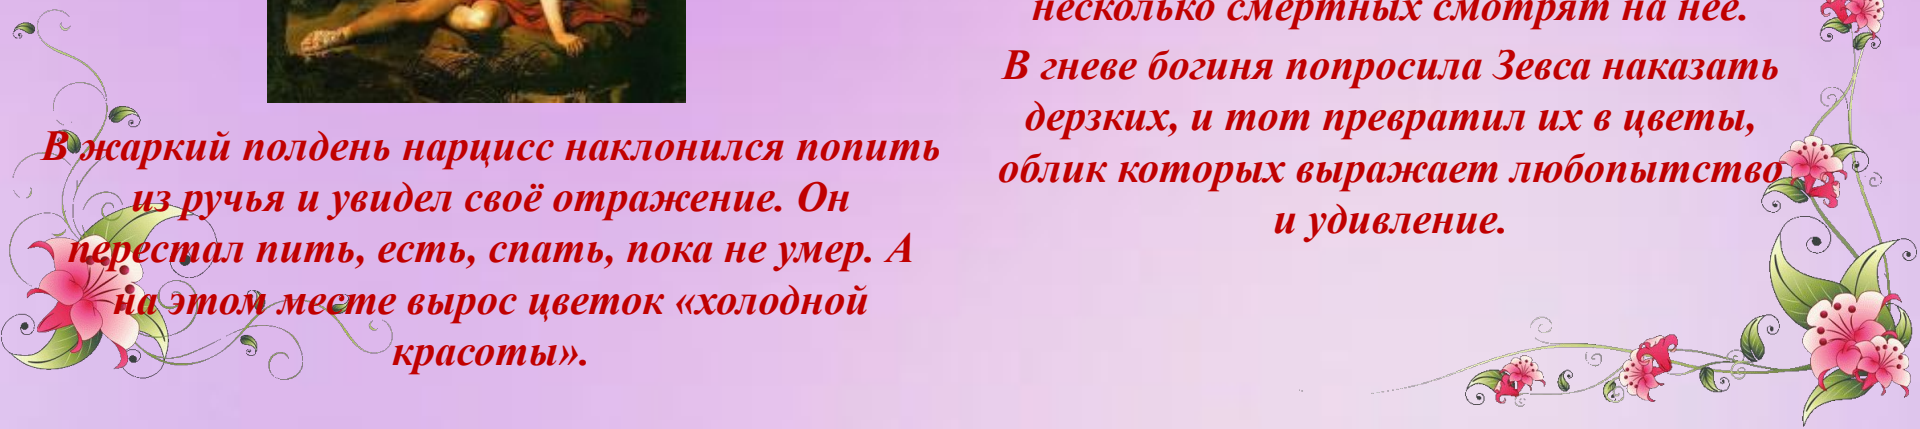 В жаркий полдень нарцисс наклонился попить
из ручья и увидел своё отражение. Он
перестал пить, есть, спать, пока не умер. А
на этом месте вырос цветок «холодной
красоты».
несколько смертных смотрят на нее.
В гневе богиня попросила Зевса наказать
дерзких, и тот превратил их в цветы,
облик которых выражает любопытство
и удивление.